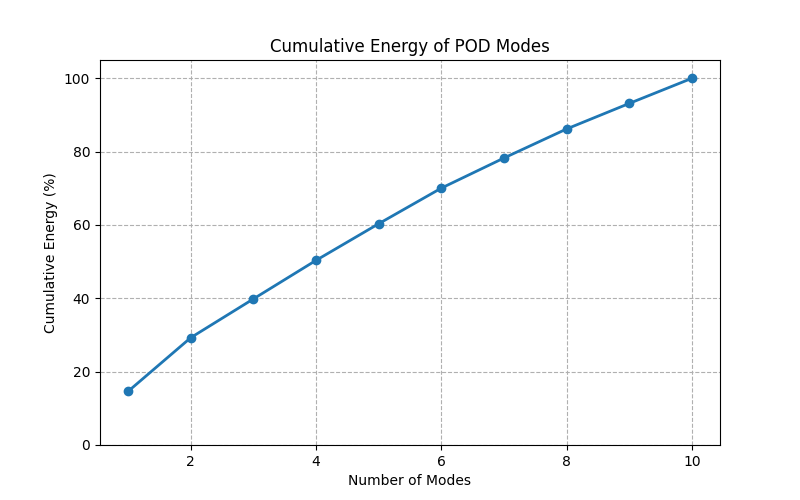 Cumulative Energy of POD Modes
100
80
60
40
20
0
Cumulative Energy (%)
2 4 6 8 10
Number of Modes